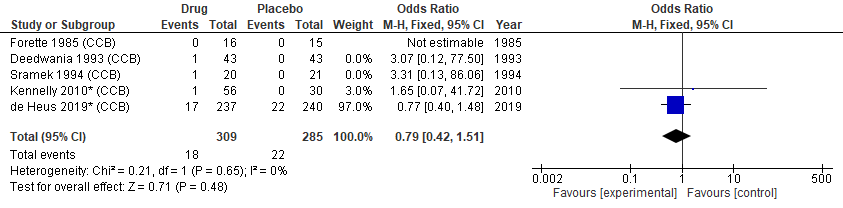 Drug Placebo Odds Ratio Odds Ratio
Study or Subgroup Events Total Events Total Weight M-H, Fixed, 95% CI Year M-H, Fixed, 95% CI
Forette 1985 (CCB) 0 16 0 15 Not estimable 1985
Deedwania 1993 (CCB) 1 43 0 43 0.0% 3.07 [0.12, 77.50] 1993
Sramek 1994 (CCB) 1 20 0 21 0.0% 3.31 [0.13, 86.06] 1994
Kennelly 2010* (CCB) 1 56 0 30 0.0% 1.65 [0.07, 41.72] 2010
de Heus 2019* (CCB) 17 237 22 240 97.0% 0.77 [0.40, 1.48] 2019
Total (95% CI) 309 285 100.0% 0.79 [0.42, 1.51]
Total events 18 22
Heterogeneity: Chi² = 0.21, df= 1 (P = 0.65); I² = 0%
Test for overall effect: Z = 0.71 (P = 0.48)
0.002 0.1 1 10 500
Favours [experimental] Favours [control]